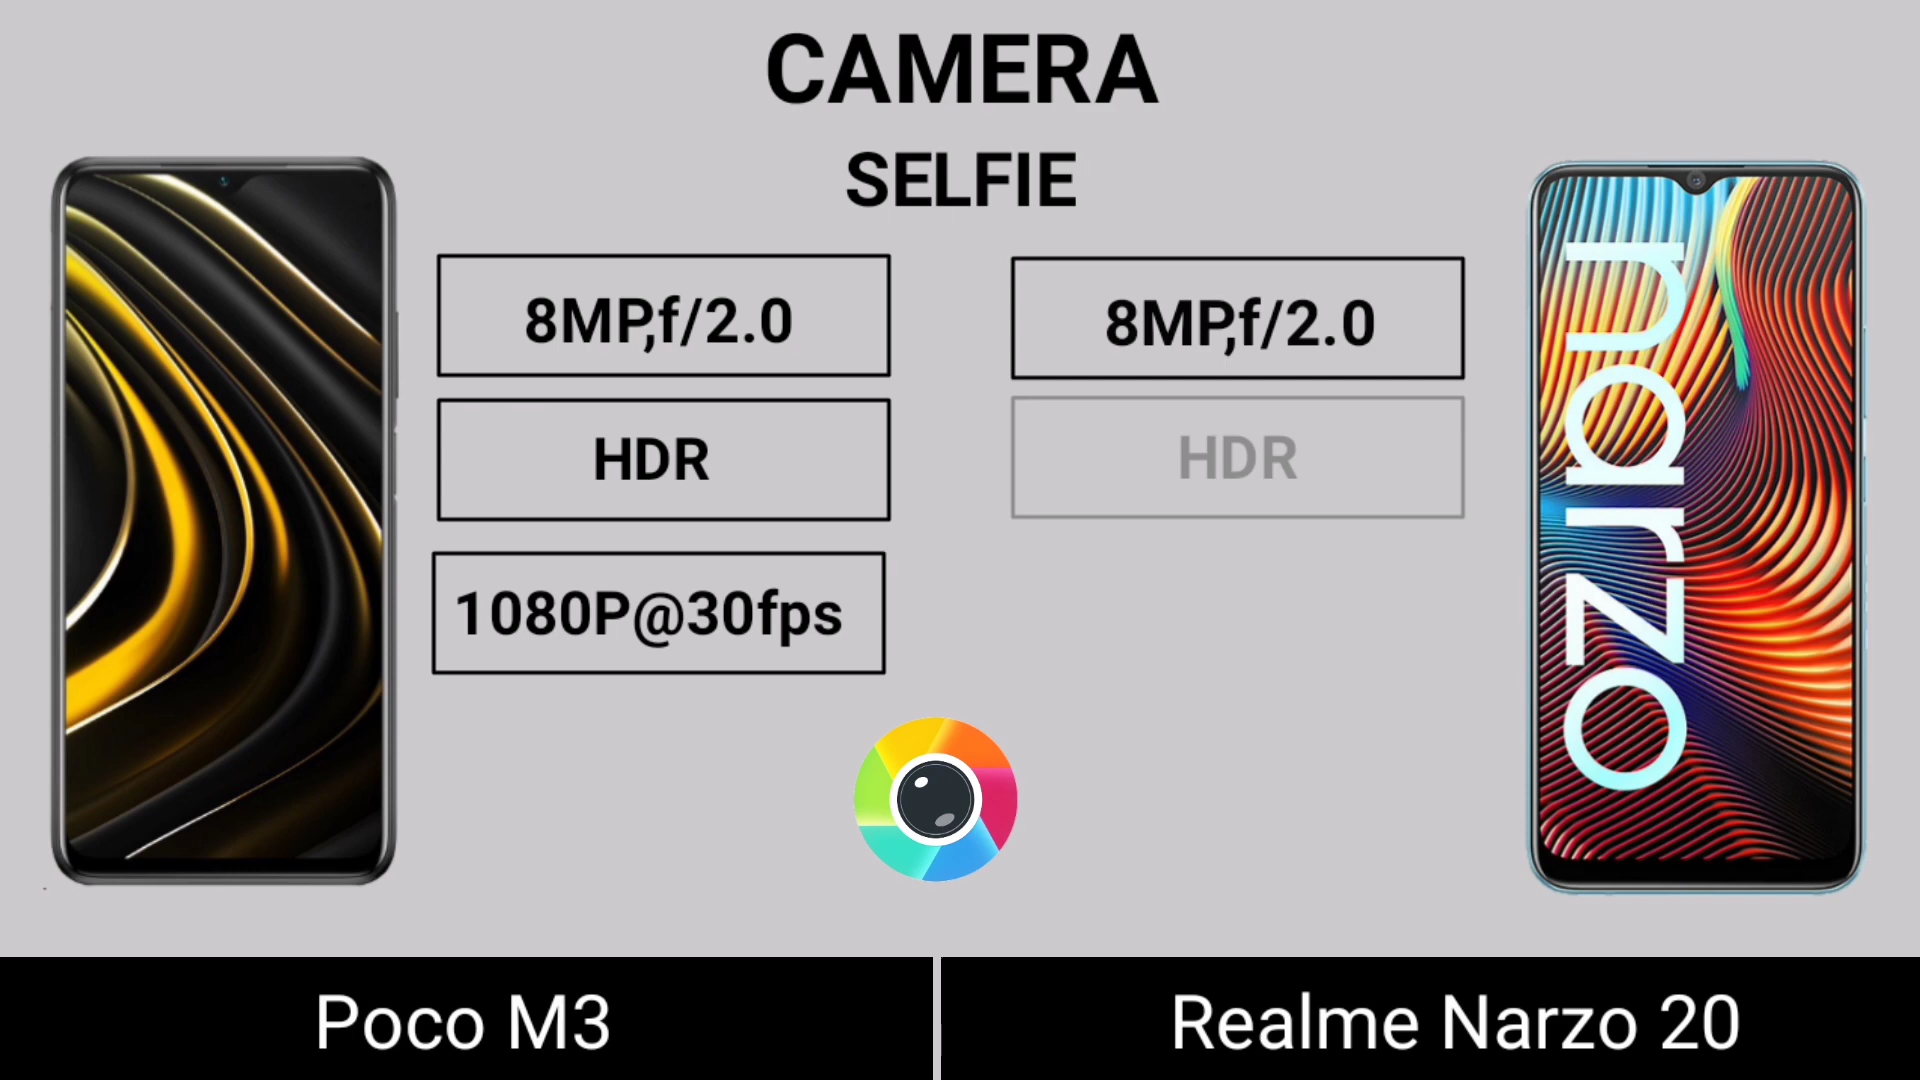 CAMERA
SELFIE
8MP,f/2.0
8MP,f/2.0
HDR
HDR
1080P@30fps
narzo
Poco M3
Realme Narzo 20